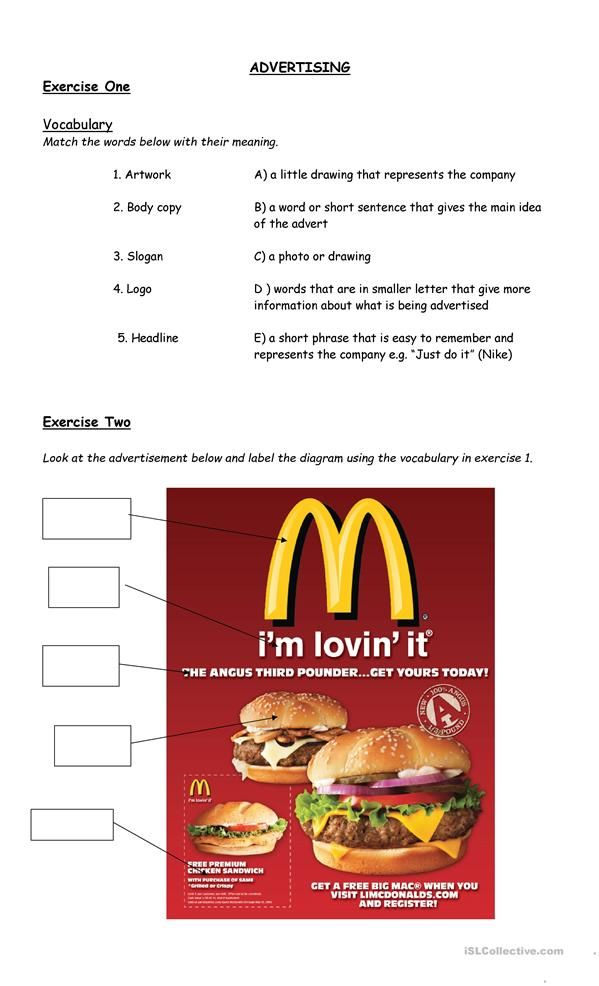 ADVERTISING
Exercise One
Vocabulary
Match the words below with their meaning.
1. Artwork
A) a little drawing that represents the company
2. Body copy
B) a word or short sentence that gives the main idea
of the advert
3. Slogan
C) a photo or drawing
4. Logo
D ) words that are in smaller letter that give more
information about what is being advertised
5. Headline
E) a short phrase that is easy to remember and
represents the company e.g. “Just do it” (Nike)
Exercise Two
Look at the advertisement below and label the diagram using the vocabulary in exercise 1.
i'm lovin' it®
THE ANGUS THIRD POUNDER...GET YOURS TODAY!
NEW • 100% ANGUS
A
1/3 POUND
i'm lovin' it
FREE PREMIUM
CHICKEN SANDWICH
WITH PURCHASE OF SAME
*Grilled or Crispy
GET A FREE BIG MAC® WHEN YOU
VISIT LIMCDONALDS.COM
AND REGISTER!
iSLCollective.com